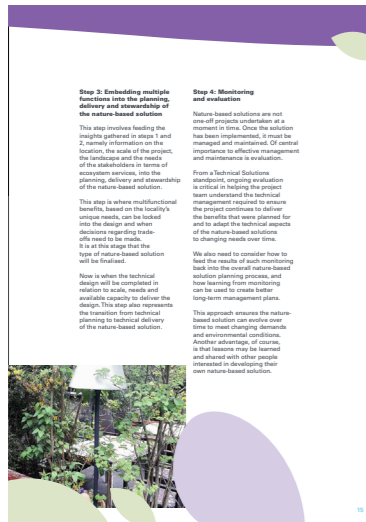 Step 3: Embedding multiple
functions into the planning,
delivery and stewardship of
the nature-based solution
This step involves feeding the
insights gathered in steps 1 and
2, namely information on the
location, the scale of the project,
the landscape and the needs
of the stakeholders in terms of
ecosystem services, into the
planning, delivery and stewardship
of the nature-based solution.
This step is where multifunctional
benefits, based on the locality's
unique needs, can be locked
into the design and when
decisions regarding trade-
offs need to be made.
It is at this stage that the
type of nature-based solution
will be finalised.
Now is when the technical
design will be completed in
relation to scale, needs and
available capacity to deliver the
design. This step also represents
the transition from technical
planning to technical delivery
of the nature-based solution.
Step 4: Monitoring
and evaluation
Nature-based solutions are not
one-off projects undertaken at a
moment in time. Once the solution
has been implemented, it must be
managed and maintained. Of central
importance to effective management
and maintenance is evaluation.
From a Technical Solutions
standpoint, ongoing evaluation
is critical in helping the project
team understand the technical
management required to ensure
the project continues to deliver
the benefits that were planned for
and to adapt the technical aspects
of the nature-based solutions
to changing needs over time.
We also need to consider how to
feed the results of such monitoring
back into the overall nature-based
solution planning process, and
how learning from monitoring
can be used to create better
long-term management plans.
This approach ensures the nature-
based solution can evolve over
time to meet changing demands
and environmental conditions.
Another advantage, of course,
is that lessons may be learned
and shared with other people
interested in developing their
own nature-based solution.
15